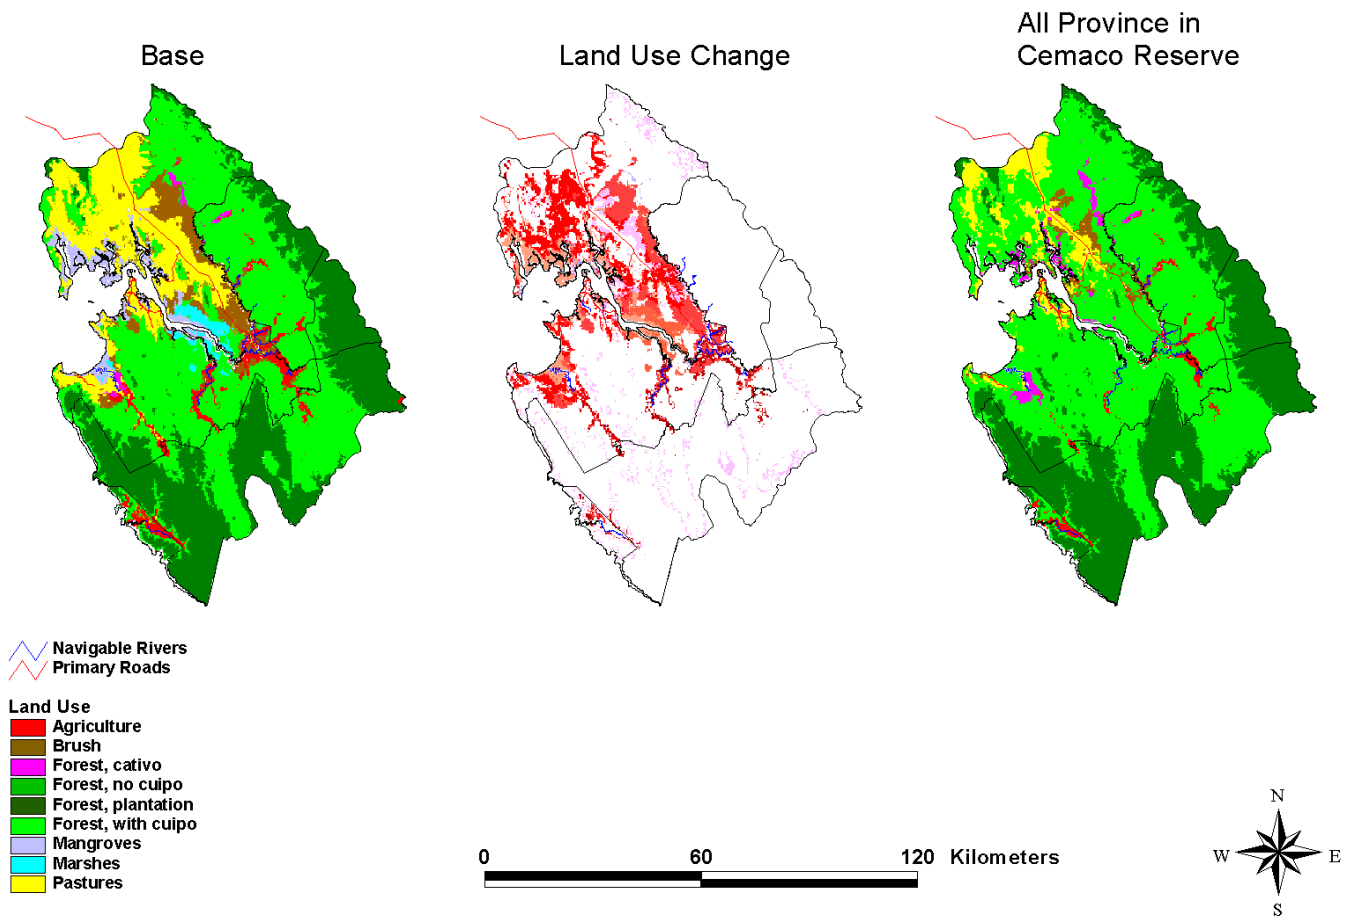 Base
Land Use Change
All Province in
Cemaco Reserve
Navigable Rivers
Primary Roads
Land Use
Agriculture
Brush
Forest, cativo
Forest, no cuipo
Forest, plantation
Forest, with cuipo
Mangroves
Marshes
Pastures
0 60 120 Kilometers
N
W E
S